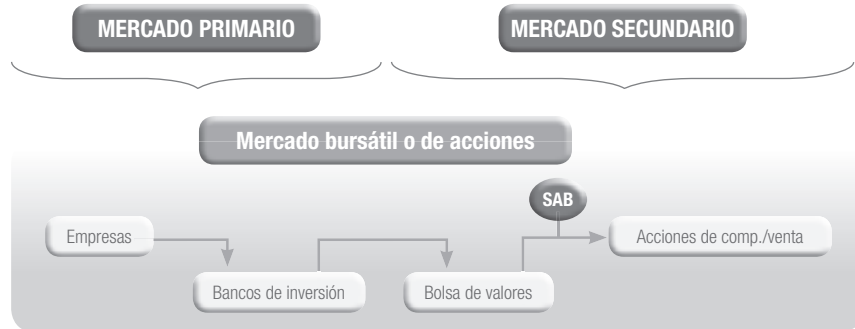 MERCADO PRIMARIO
MERCADO SECUNDARIO
Mercado bursátil o de acciones
SAB
Empresas
Acciones de comp./venta
Bancos de inversión
Bolsa de valores